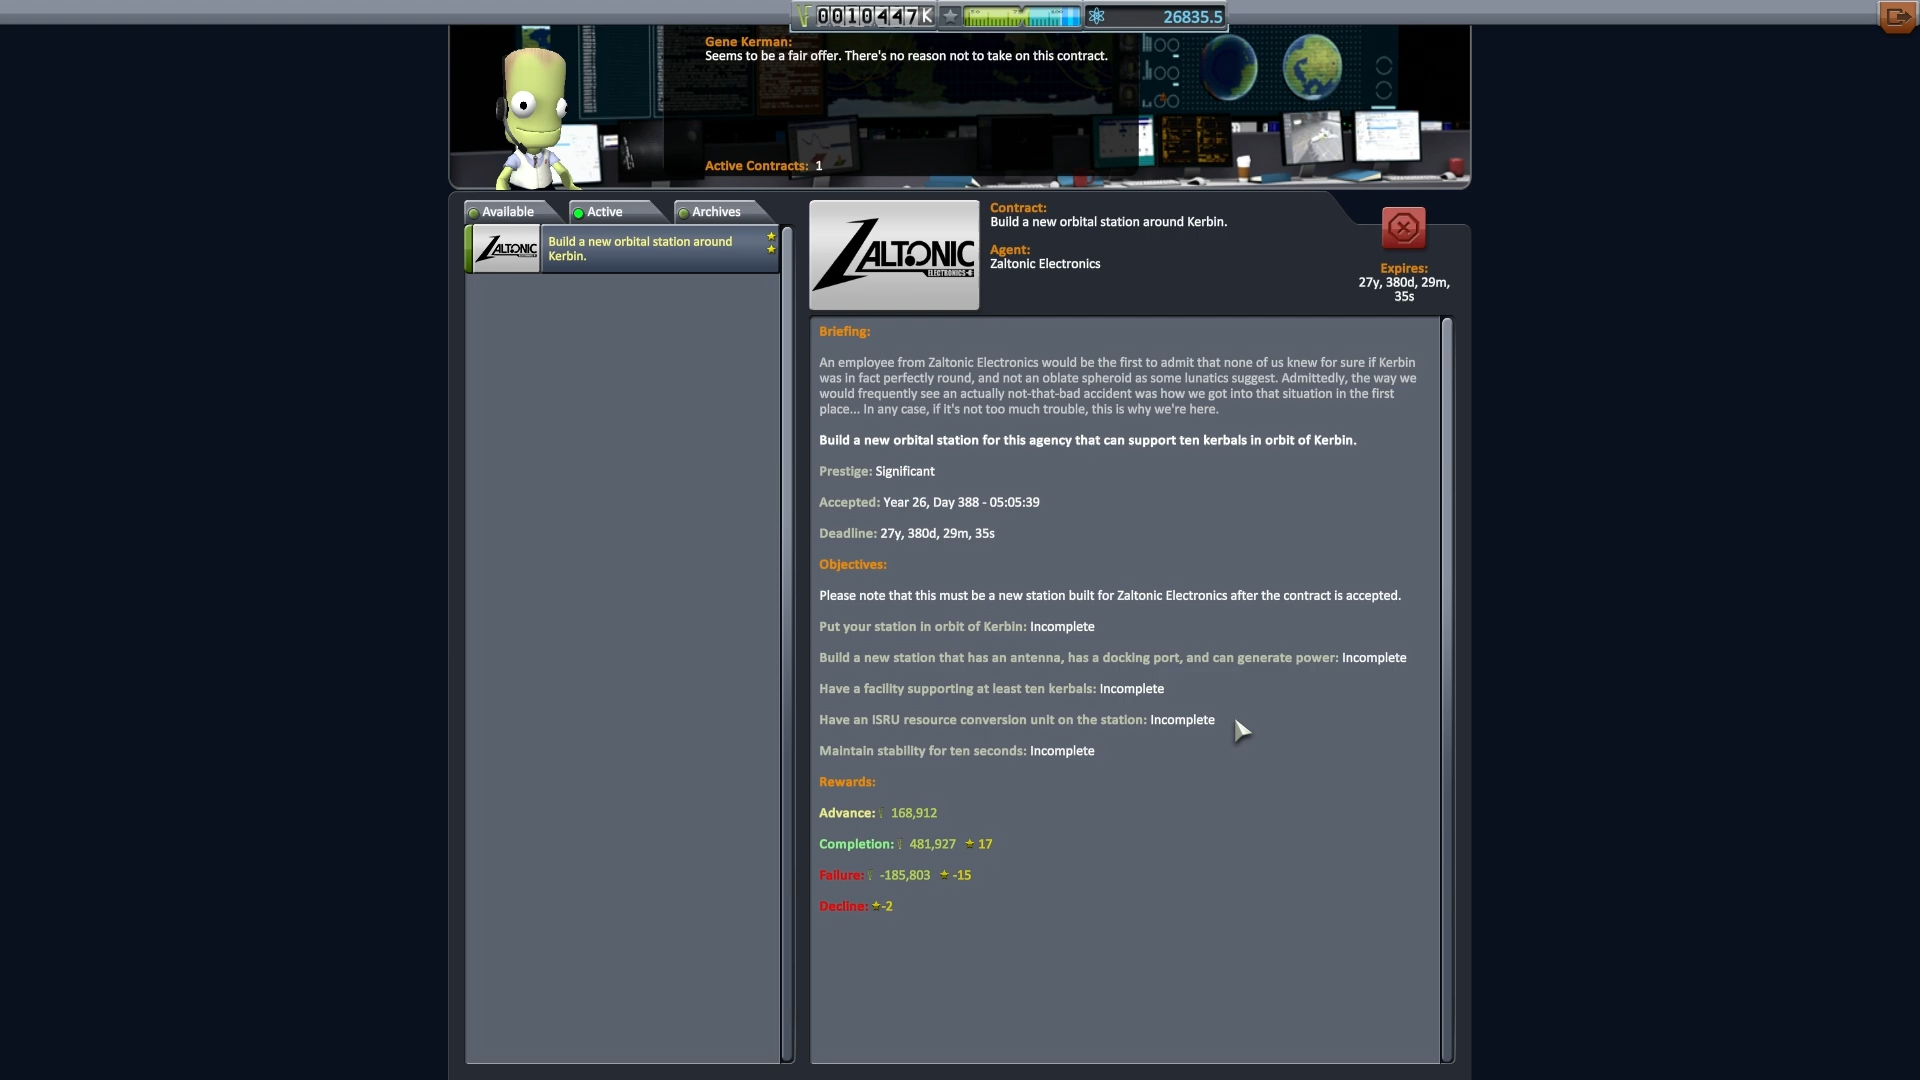 0010447K
26835.5
Gene Kerman:
Seems to be a fair offer. There's no reason not to take on this contract.
Active Contracts: 1
Available
Active
Archives
ZALTONIC
Build a new orbital station around
Kerbin.
ZALTONIC
ELECTRONICS
Contract:
Build a new orbital station around Kerbin.
Agent:
Zaltonic Electronics
Expires:
27y, 380d, 29m,
35s
Briefing:
An employee from Zaltonic Electronics would be the first to admit that none of us knew for sure if Kerbin
was in fact perfectly round, and not an oblate spheroid as some lunatics suggest. Admittedly, the way we
would frequently see an actually not-that-bad accident was how we got into that situation in the first
place... In any case, if it's not too much trouble, this is why we're here.
Build a new orbital station for this agency that can support ten kerbals in orbit of Kerbin.
Prestige: Significant
Accepted: Year 26, Day 388 - 05:05:39
Deadline: 27y, 380d, 29m, 35s
Objectives:
Please note that this must be a new station built for Zaltonic Electronics after the contract is accepted.
Put your station in orbit of Kerbin: Incomplete
Build a new station that has an antenna, has a docking port, and can generate power: Incomplete
Have a facility supporting at least ten kerbals: Incomplete
Have an ISRU resource conversion unit on the station: Incomplete
Maintain stability for ten seconds: Incomplete
Rewards:
Advance: 168,912
Completion: 481,927 17
Failure: -185,803 -15
Decline: -2